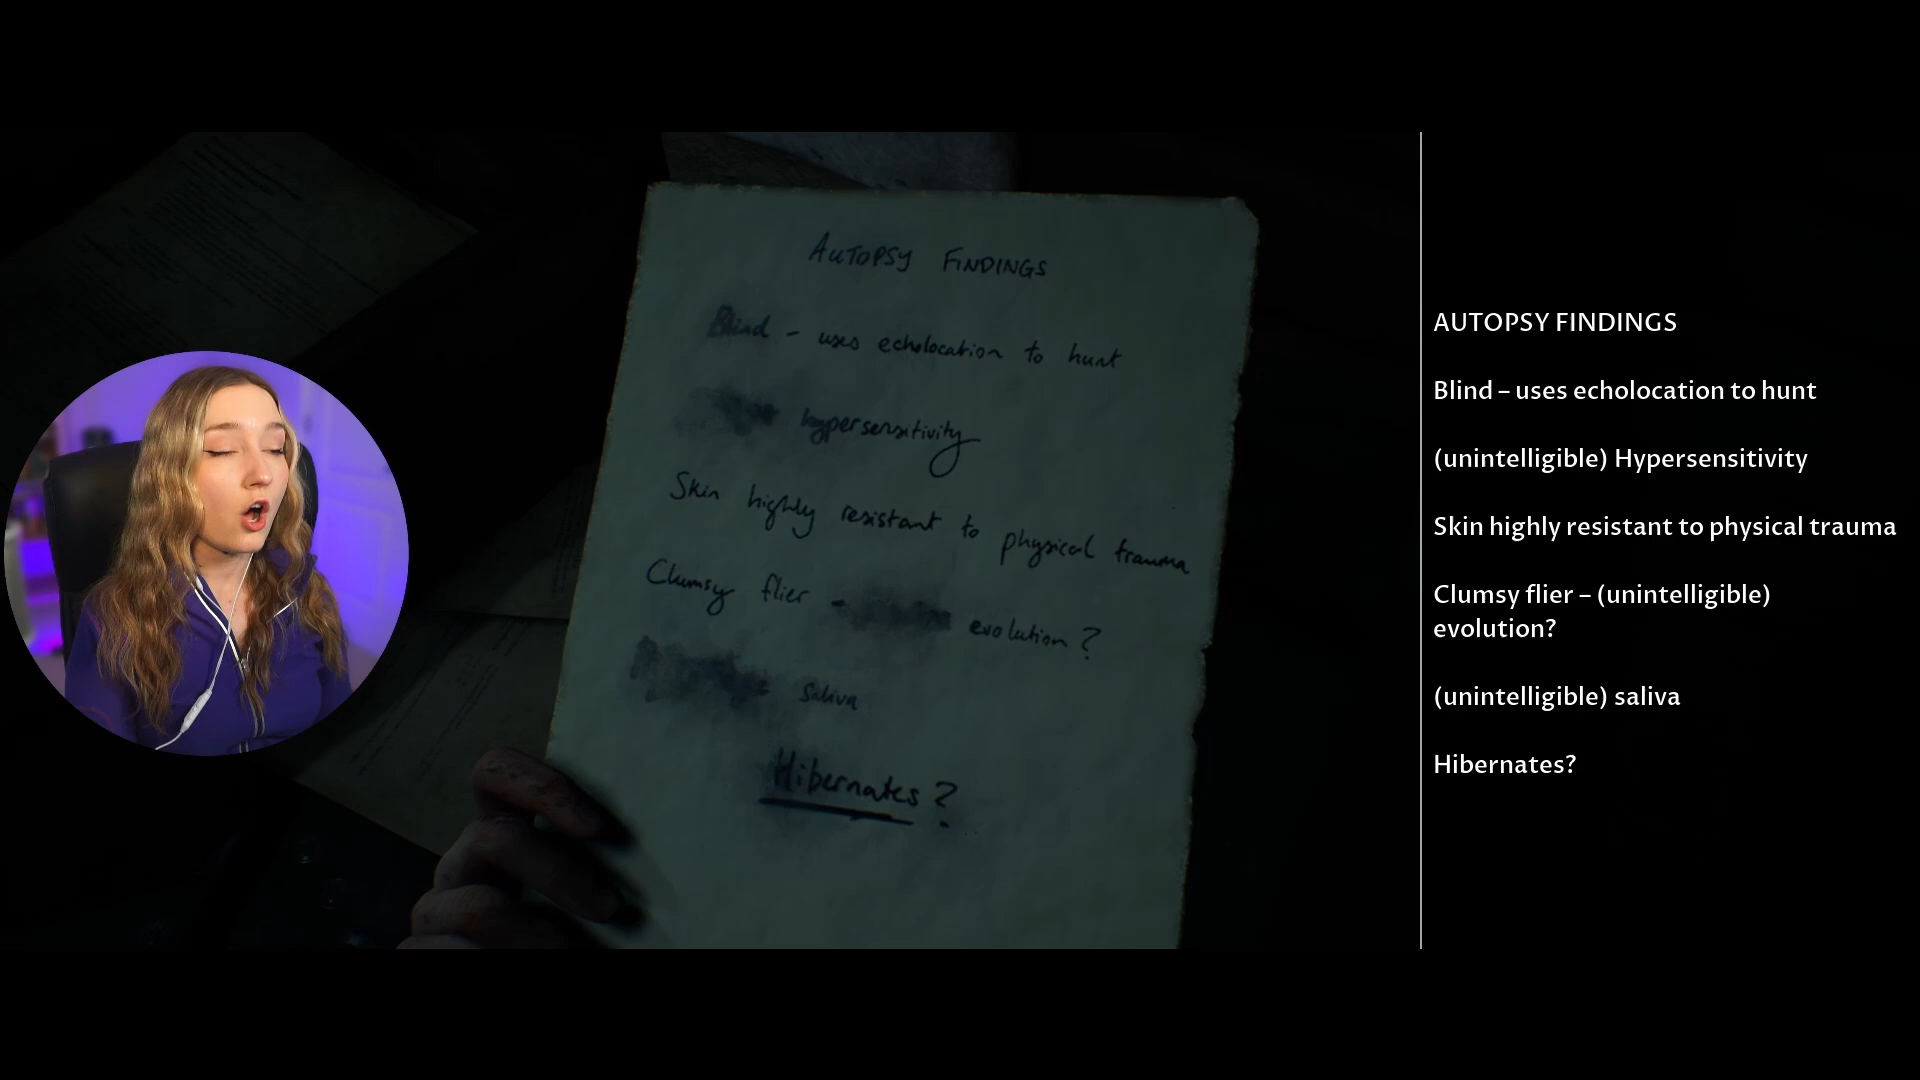 AUTOPSY FINDINGS
Blind – uses echolocation to hunt
hypersensitivity
Skin highly resistant to physical trauma
Clumsy flier – evolution?
saliva
Hibernates?
AUTOPSY FINDINGS
Blind – uses echolocation to hunt
(unintelligible) Hypersensitivity
Skin highly resistant to physical trauma
Clumsy flier – (unintelligible)
evolution?
(unintelligible) saliva
Hibernates?